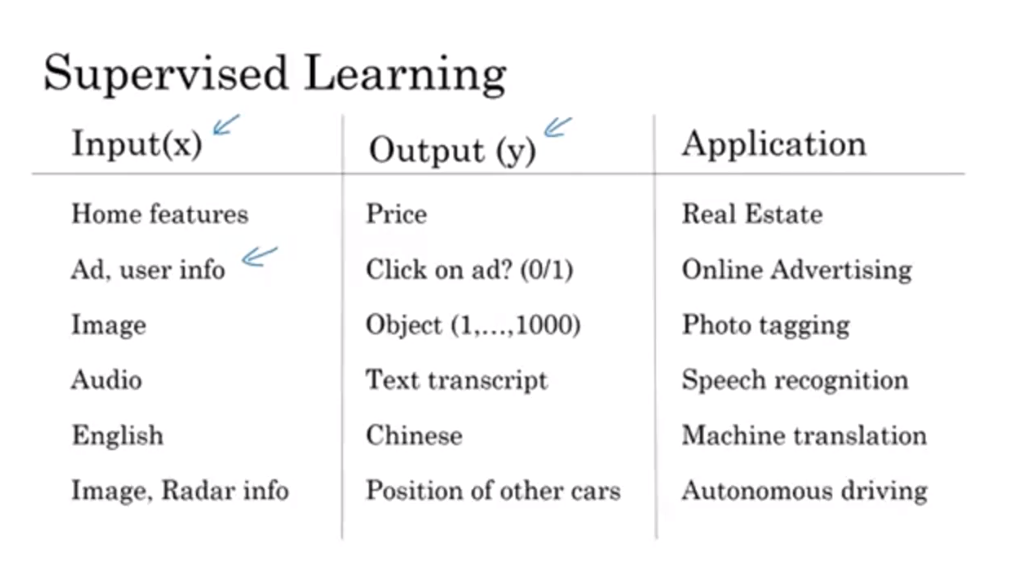 Supervised Learning
Input(x) Output (y) Application
Home features Price Real Estate
Ad, user info Click on ad? (0/1) Online Advertising
Image Object (1,...,1000) Photo tagging
Audio Text transcript Speech recognition
English Chinese Machine translation
Image, Radar info Position of other cars Autonomous driving